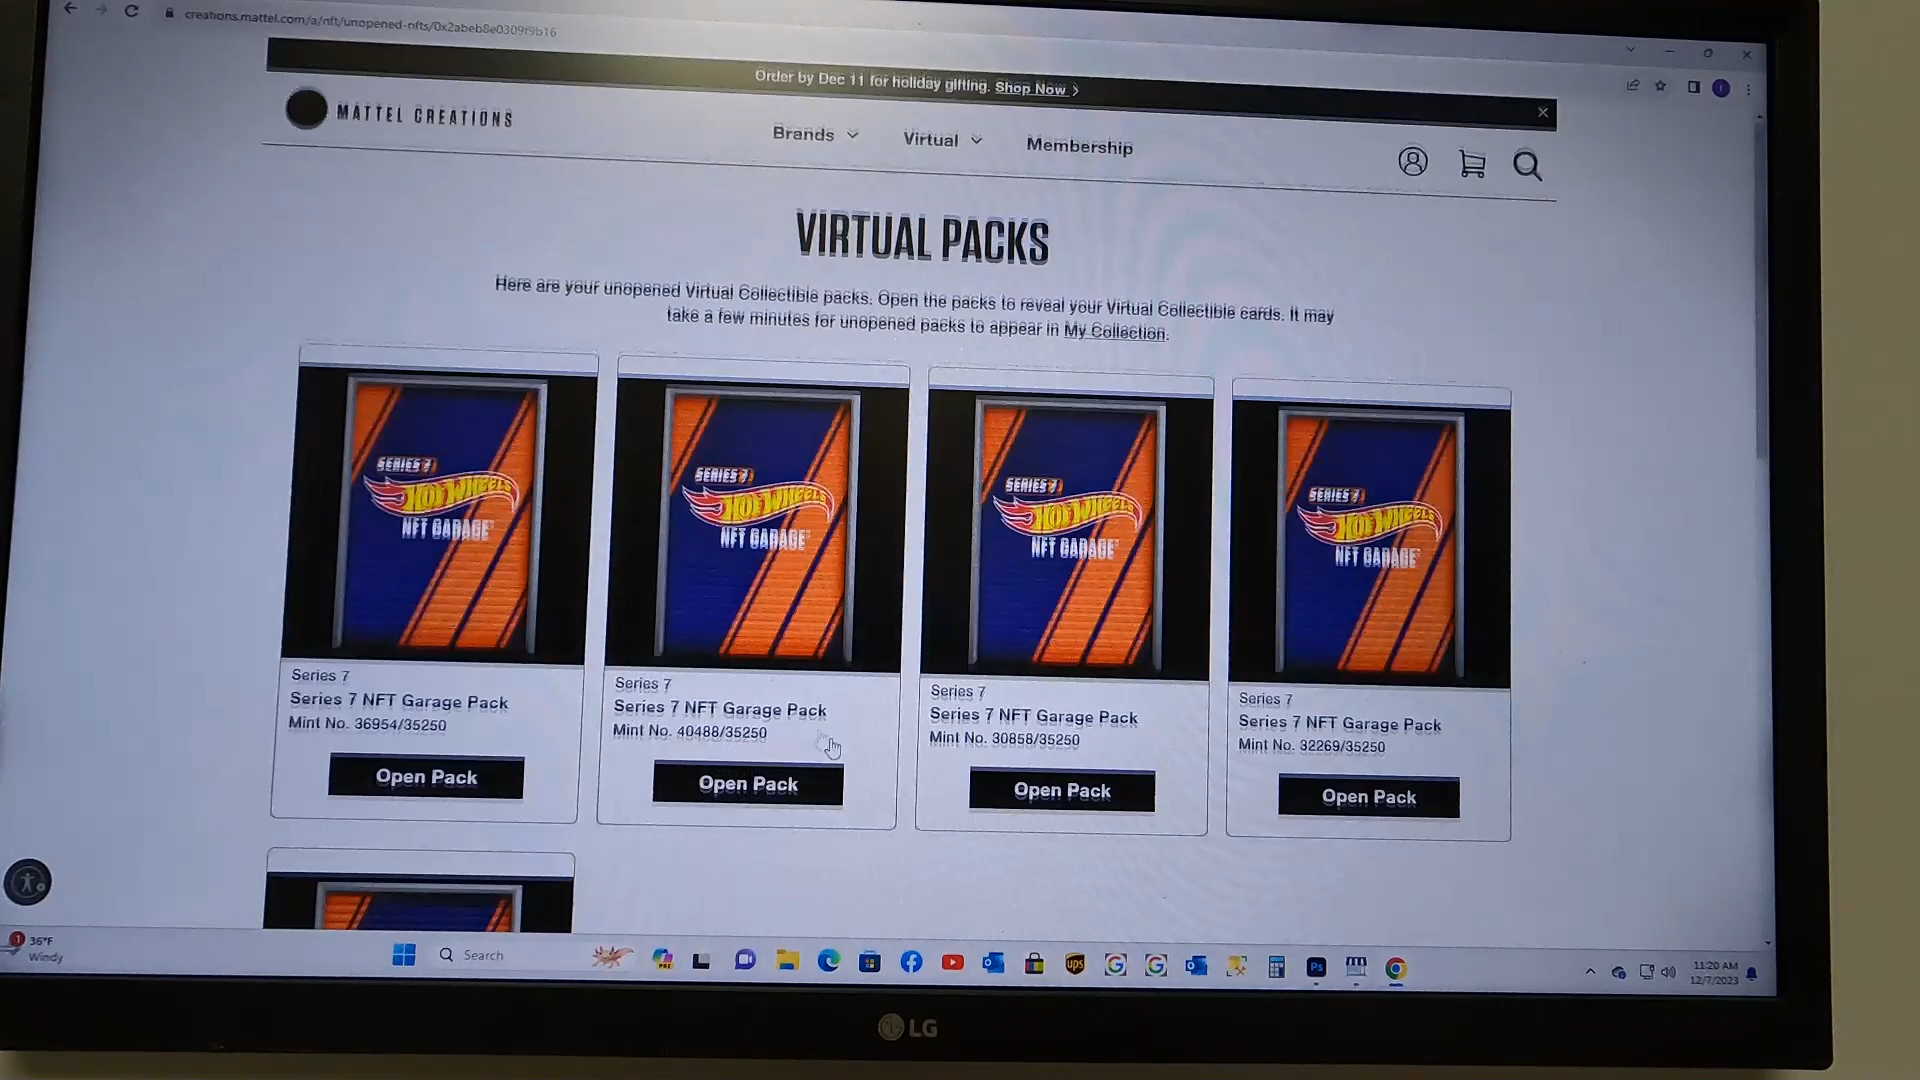 creations.mattel.com/a/nft/unopened-nfts/0x2abeb8e0309f9b16
Order by Dec 11 for holiday gifting. Shop Now >
MATTEL CREATIONS
Brands
Virtual
Membership
VIRTUAL PACKS
Here are your unopened Virtual Collectible packs. Open the packs to reveal your Virtual Collectible cards. It may
take a few minutes for unopened packs to appear in My Collection.
SERIES 7
HOT WHEELS
NFT GARAGE
SERIES 7
HOT WHEELS
NFT GARAGE
SERIES 7
HOT WHEELS
NFT GARAGE
SERIES 7
HOT WHEELS
NFT GARAGE
Series 7
Series 7 NFT Garage Pack
Mint No. 36954/35250
Open Pack
Series 7
Series 7 NFT Garage Pack
Mint No. 40488/35250
Open Pack
Series 7
Series 7 NFT Garage Pack
Mint No. 30858/35250
Open Pack
Series 7
Series 7 NFT Garage Pack
Mint No. 32269/35250
Open Pack
1
36°F
Windy
Search
PRE
ups
Ps
11:20 AM
12/7/2023
LG